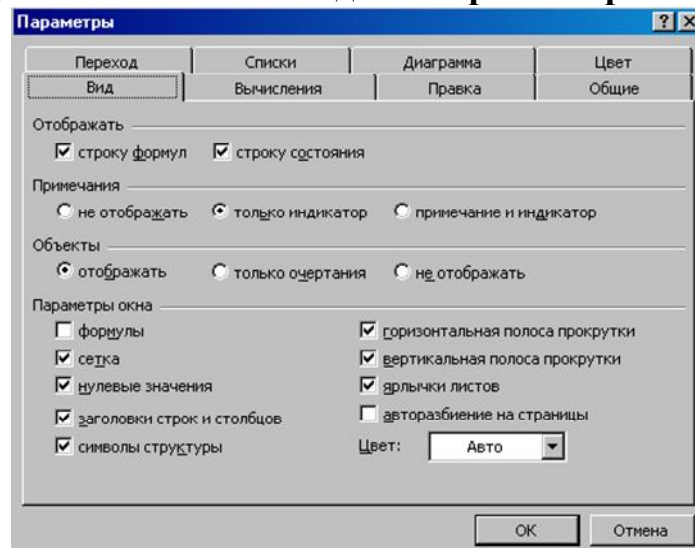 Параметры
Переход Списки Диаграмма Цвет
Вид Вычисления Правка Общие
Отображать
строку формул строку состояния
Примечания
не отображать только индикатор примечание и индикатор
Объекты
отображать только очертания не отображать
Параметры окна
формулы горизонтальная полоса прокрутки
сетка вертикальная полоса прокрутки
нулевые значения ярлычки листов
заголовки строк и столбцов авторазбиение на страницы
символы структуры Цвет: Авто
ОК Отмена